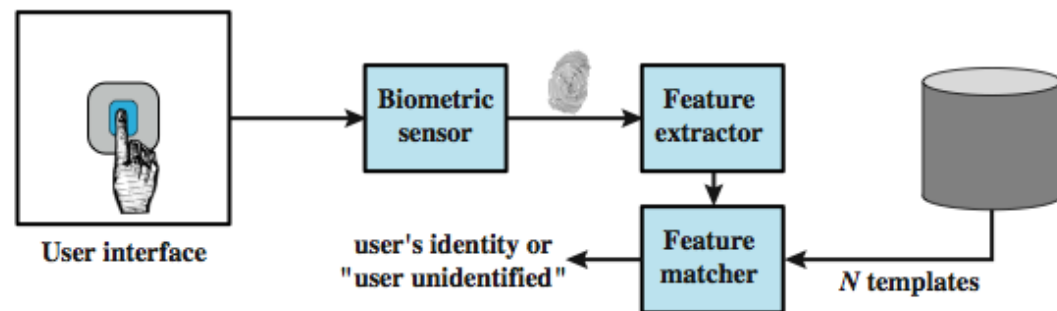 Biometric
sensor
Feature
extractor
User interface
user's identity or
"user unidentified"
Feature
matcher
N templates